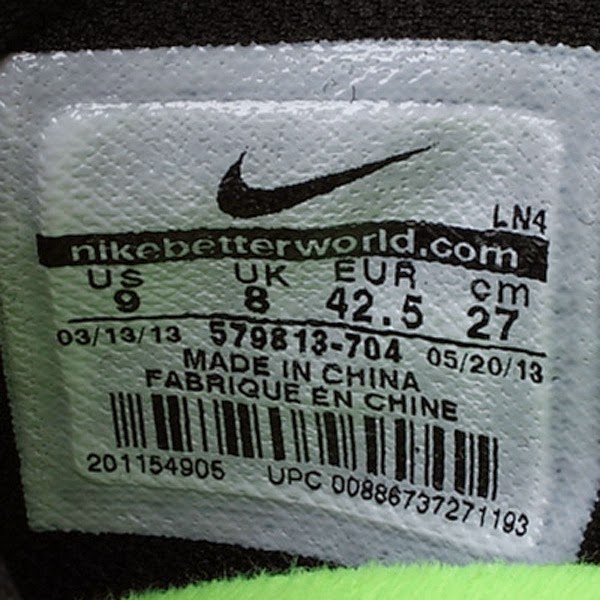 LN4
nikebetterworld.com
US UK EUR cm
9 8 42.5 27
03/13/13 579813-704 05/20/13
MADE IN CHINA
FABRIQUE EN CHINE
201154905 UPC 00886737271193